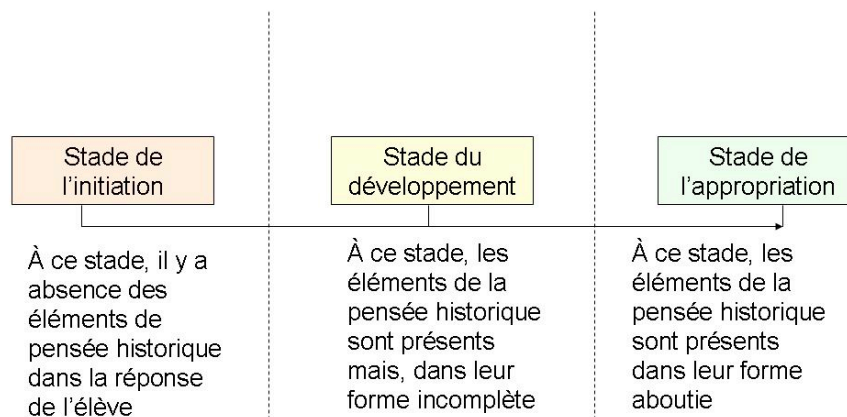 Stade de
l'initiation
Stade du
développement
Stade de
l'appropriation
À ce stade, il y a
absence des
éléments de
pensée historique
dans la réponse
de l'élève
À ce stade, les
éléments de la
pensée historique
sont présents
mais, dans leur
forme incomplète
À ce stade, les
éléments de la
pensée historique
sont présents
dans leur forme
aboutie